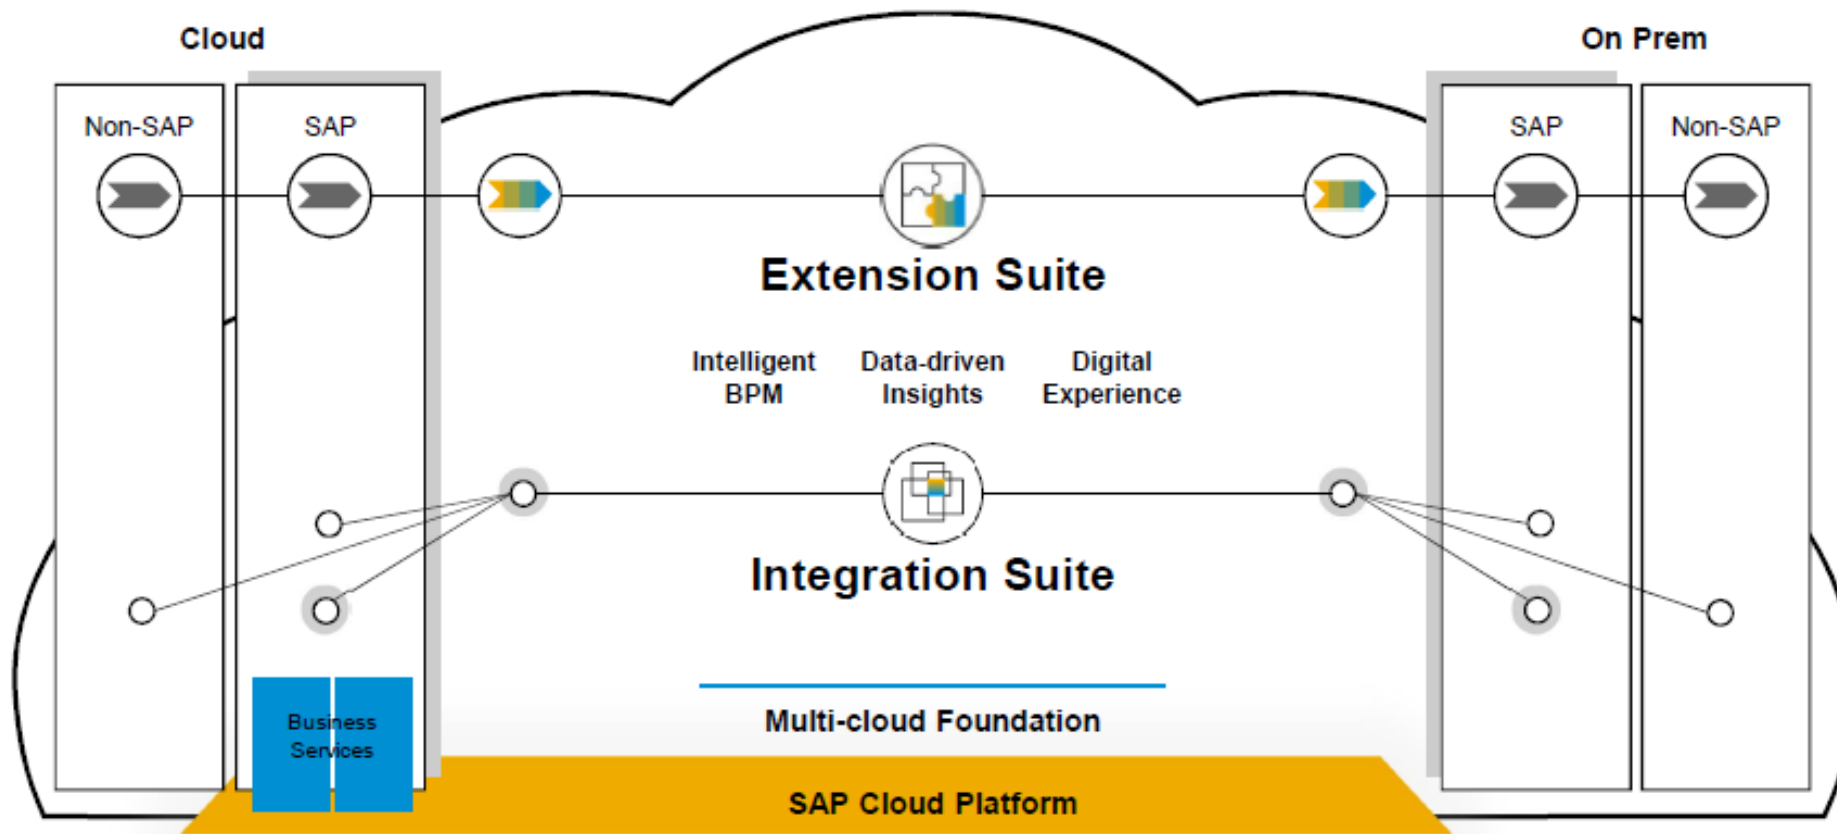 Cloud
On Prem
Non-SAP
SAP
SAP
Non-SAP
Extension Suite
Intelligent
BPM
Data-driven
Insights
Digital
Experience
Integration Suite
Business
Services
Multi-cloud Foundation
SAP Cloud Platform